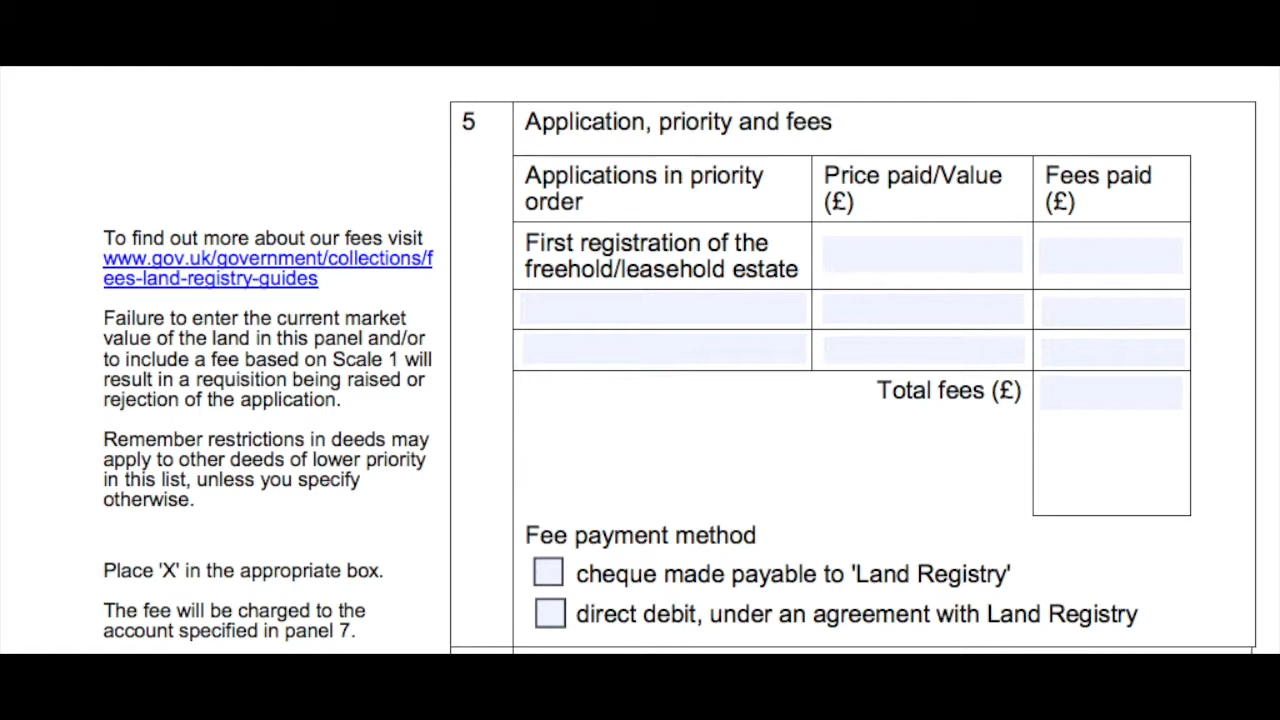 To find out more about our fees visit
www.gov.uk/government/collections/f
ees-land-registry-guides
Failure to enter the current market
value of the land in this panel and/or
to include a fee based on Scale 1 will
result in a requisition being raised or
rejection of the application.
Remember restrictions in deeds may
apply to other deeds of lower priority
in this list, unless you specify
otherwise.
Place 'X' in the appropriate box.
The fee will be charged to the
account specified in panel 7.
5 Application, priority and fees
Applications in priority
order
Price paid/Value
(£)
Fees paid
(£)
First registration of the
freehold/leasehold estate
Total fees (£)
Fee payment method
cheque made payable to 'Land Registry'
direct debit, under an agreement with Land Registry